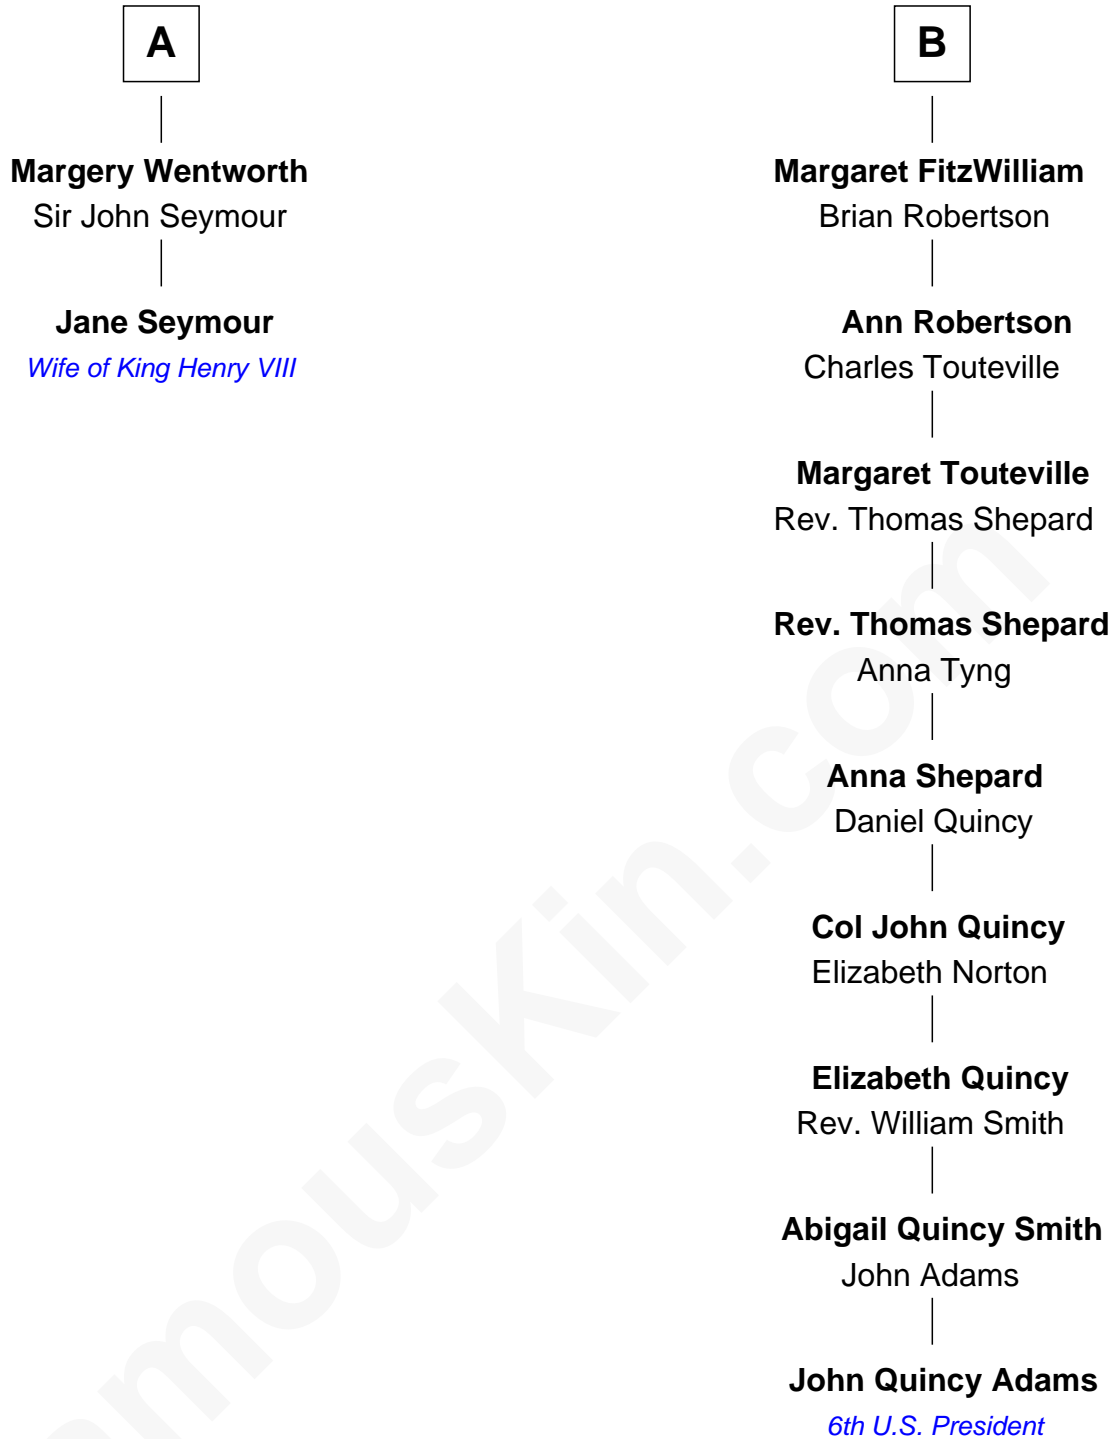 A
Margery Wentworth
Sir John Seymour
Jane Seymour
Wife of King Henry VIII
B
Margaret FitzWilliam
Brian Robertson
Ann Robertson
Charles Touteville
Margaret Touteville
Rev. Thomas Shepard
Rev. Thomas Shepard
Anna Tyng
Anna Shepard
Daniel Quincy
Col John Quincy
Elizabeth Norton
Elizabeth Quincy
Rev. William Smith
Abigail Quincy Smith
John Adams
John Quincy Adams
6th U.S. President
amouskin.com